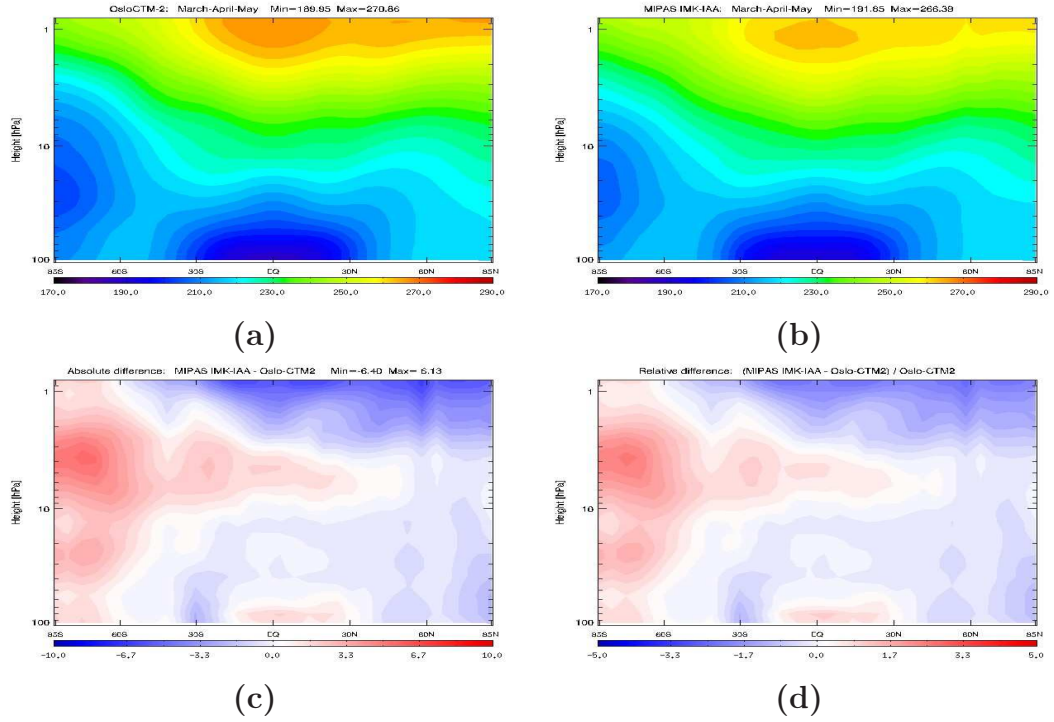 OsloCTM-2: March-April-May Min=189.95 Max=270.86
Height [hPa]
1
10
100
85S 60S 30S EQ 30N 60N 85N
170.0 190.0 210.0 230.0 250.0 270.0 290.0
(a)
MIPAS IMK-IAA: March-April-May Min=191.65 Max=266.39
Height [hPa]
1
10
100
85S 60S 30S EQ 30N 60N 85N
170.0 190.0 210.0 230.0 250.0 270.0 290.0
(b)
Absolute difference: MIPAS IMK-IAA - Oslo-CTM2 Min=-6.40 Max= 5.13
Height [hPa]
1
10
100
85S 60S 30S EQ 30N 60N 85N
-10.0 -6.7 -3.3 0.0 3.3 6.7 10.0
(c)
Relative difference: (MIPAS IMK-IAA - Oslo-CTM2) / Oslo-CTM2
Height [hPa]
1
10
100
85S 60S 30S EQ 30N 60N 85N
-5.0 -3.3 -1.7 0.0 1.7 3.3 5.0
(d)